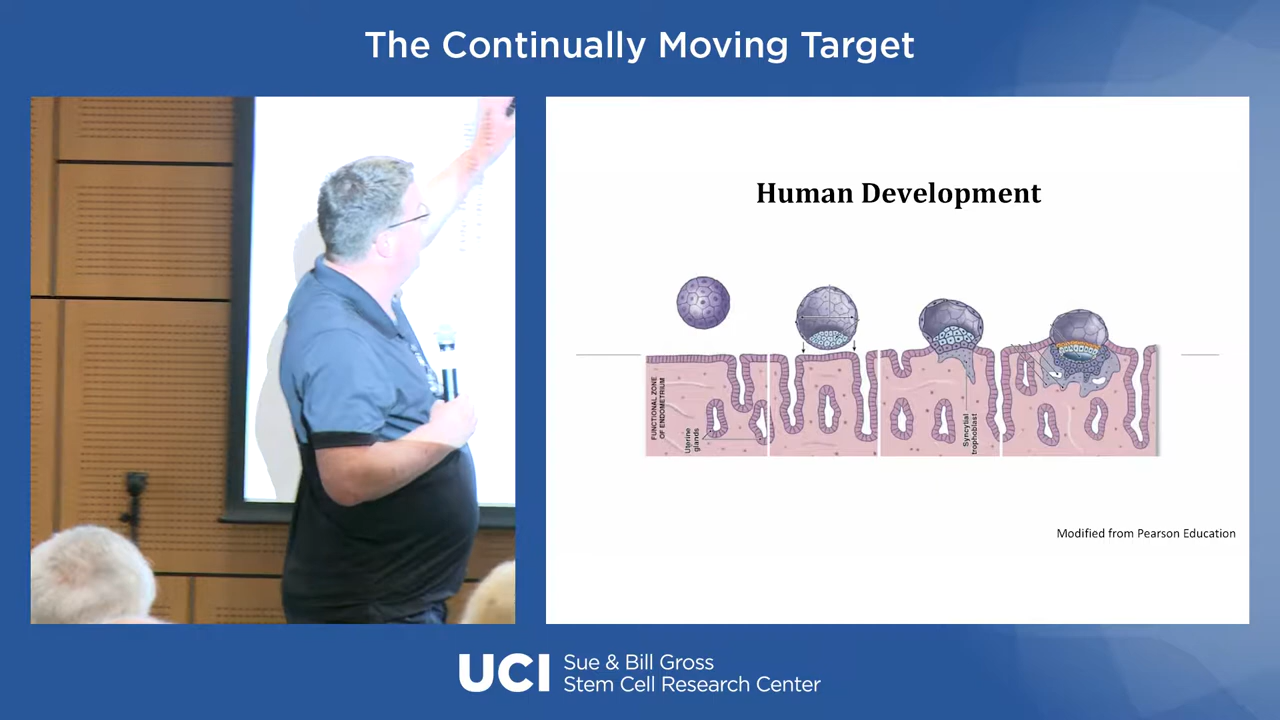 The Continually Moving Target
Human Development
FUNCTIONAL ZONE
OF ENDOMETRIUM
Uterine
glands
Syncytial
trophoblast
Modified from Pearson Education
UCI
Sue & Bill Gross
Stem Cell Research Center